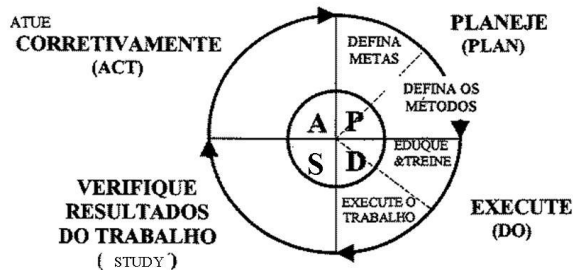 ATUE
CORRETIVAMENTE
(ACT)
PLANEJE
(PLAN)
DEFINA
METAS
DEFINA OS
MÉTODOS
A P
S D
EDUQUE
&TREINE
EXECUTE O
TRABALHO
VERIFIQUE
RESULTADOS
DO TRABALHO
( STUDY )
EXECUTE
(DO)